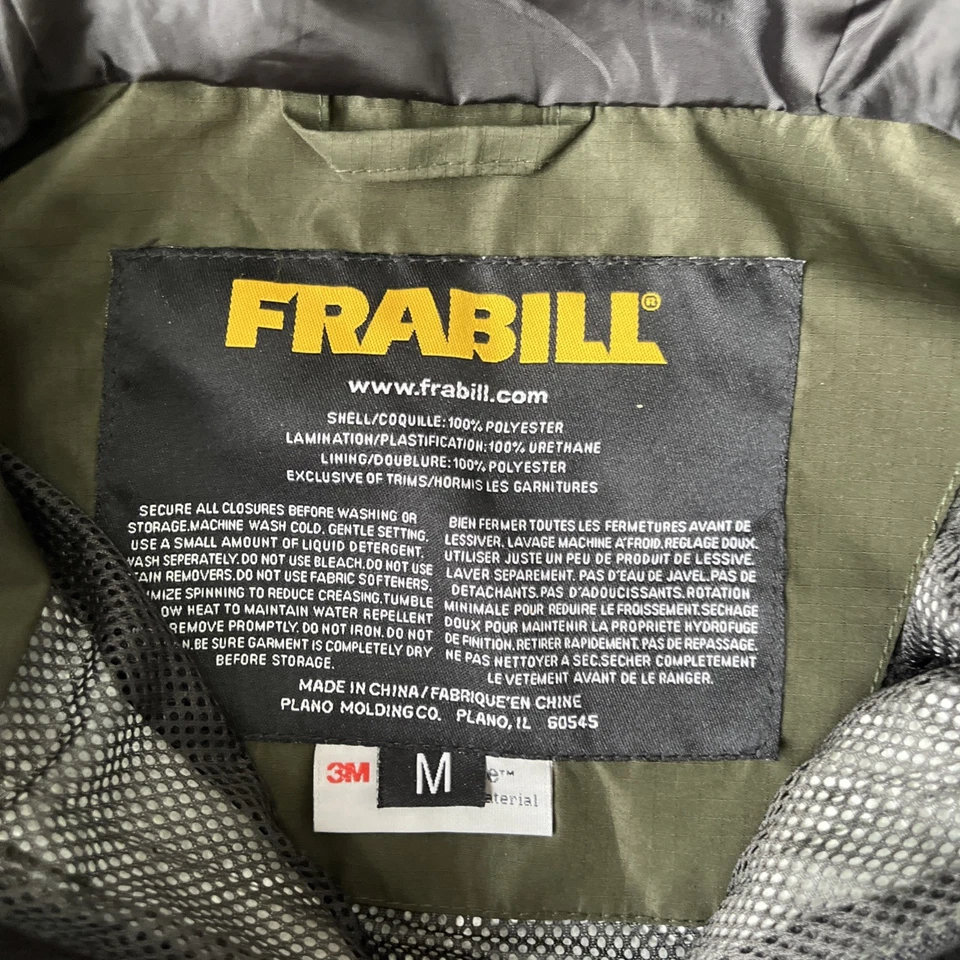 FRABILL®
www.frabill.com
SHELL/COQUILLE:100% POLYESTER
LAMINATION/PLASTIFICATION:100% URETHANE
LINING/DOUBLURE:100% POLYESTER
EXCLUSIVE OF TRIMS/HORMIS LES GARNITURES
SECURE ALL CLOSURES BEFORE WASHING OR
STORAGE.MACHINE WASH COLD. GENTLE SETTING.
USE A SMALL AMOUNT OF LIQUID DETERGENT.
SEPERATELY.DO NOT USE BLEACH.DO NOT USE
REMOVERS.DO NOT USE FABRIC SOFTENERS.
SPINNING TO REDUCE CREASING.TUMBLE
HEAT TO MAINTAIN WATER REPELLENT
REMOVE PROMPTLY. DO NOT IRON. DO NOT
BE SURE GARMENT IS COMPLETELY DRY
BEFORE STORAGE.
BIEN FERMER TOUTES LES FERMETURES AVANT DE
LESSIVER. LAVAGE MACHINE A'FROID. REGLAGE DOUX.
UTILISER JUSTE UN PEU DE PRODUIT DE LESSIVE.
LAVER SEPAREMENT. PAS D'EAU DE JAVEL.PAS DE
DETACHANTS. PAS D'ADOUCISSANTS. ROTATION
MINIMALE POUR REDUIRE LE FROISSEMENT.SECHAGE
DOUX POUR MAINTENIR LA PROPRIETE HYDROFUGE
DE FINITION. RETIRER RAPIDEMENT. PAS DE REPASSAGE.
NE PAS NETTOYER A SEC.SECHER COMPLETEMENT
LE VETEMENT AVANT DE LE RANGER.
MADE IN CHINA/FABRIQUE'EN CHINE
PLANO MOLDING CO. PLANO, IL 60545
3M M